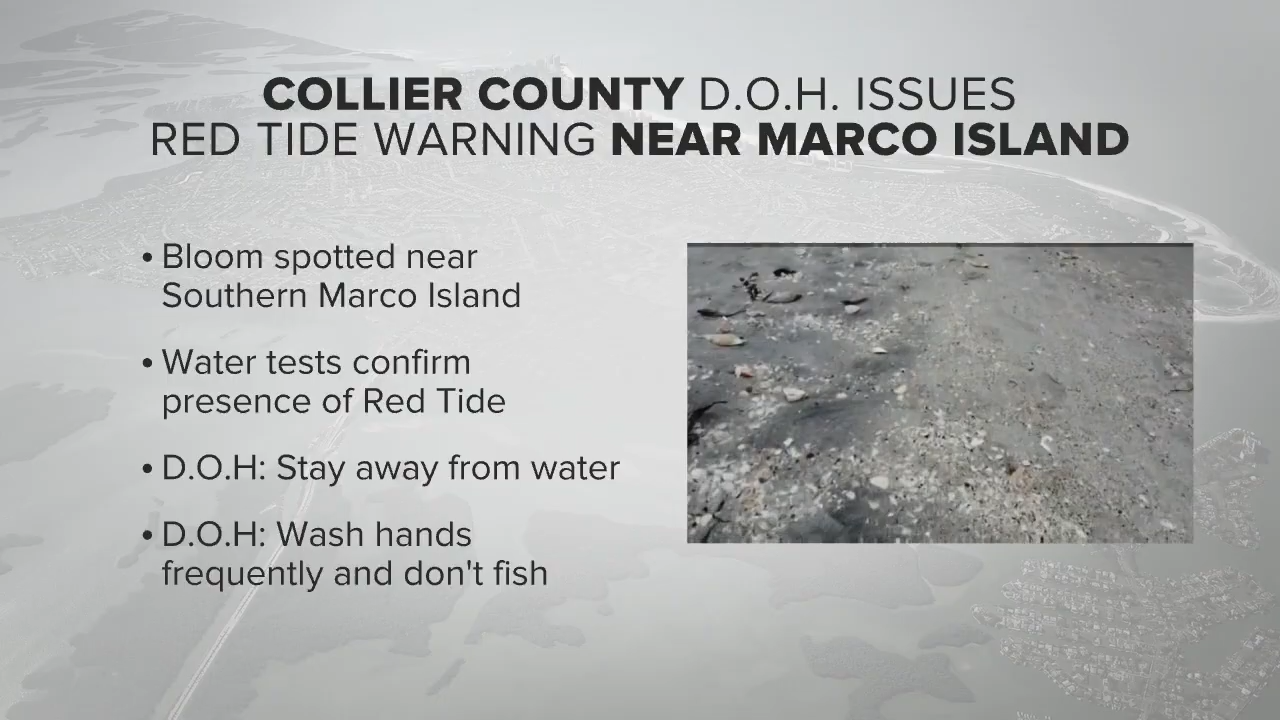 COLLIER COUNTY D.O.H. ISSUES
RED TIDE WARNING NEAR MARCO ISLAND
• Bloom spotted near
Southern Marco Island
• Water tests confirm
presence of Red Tide
• D.O.H: Stay away from water
• D.O.H: Wash hands
frequently and don't fish